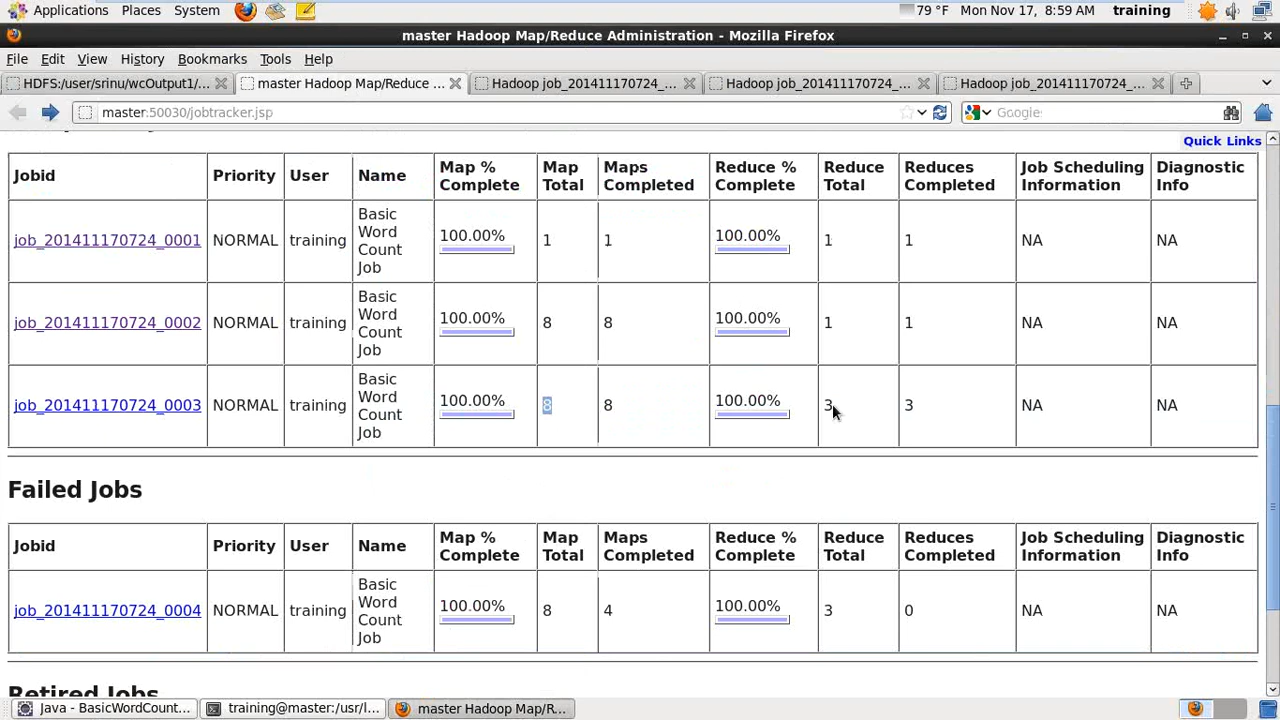 Applications Places System 79 °F Mon Nov 17, 8:59 AM training
master Hadoop Map/Reduce Administration - Mozilla Firefox
File Edit View History Bookmarks Tools Help
HDFS:/user/srinu/wcOutput1/... master Hadoop Map/Reduce ... Hadoop job_201411170724_... Hadoop job_201411170724_... Hadoop job_201411170724_...
master:50030/jobtracker.jsp Google
Quick Links
Jobid Priority User Name Map % Complete Map Total Maps Completed Reduce % Complete Reduce Total Reduces Completed Job Scheduling Information Diagnostic Info
job_201411170724_0001 NORMAL training Basic Word Count Job 100.00% 1 1 100.00% 1 1 NA NA
job_201411170724_0002 NORMAL training Basic Word Count Job 100.00% 8 8 100.00% 1 1 NA NA
job_201411170724_0003 NORMAL training Basic Word Count Job 100.00% 8 8 100.00% 3 3 NA NA
Failed Jobs
Jobid Priority User Name Map % Complete Map Total Maps Completed Reduce % Complete Reduce Total Reduces Completed Job Scheduling Information Diagnostic Info
job_201411170724_0004 NORMAL training Basic Word Count Job 100.00% 8 4 100.00% 3 0 NA NA
Retired Jobs
Java - BasicWordCount... training@master:/usr/l... master Hadoop Map/R...